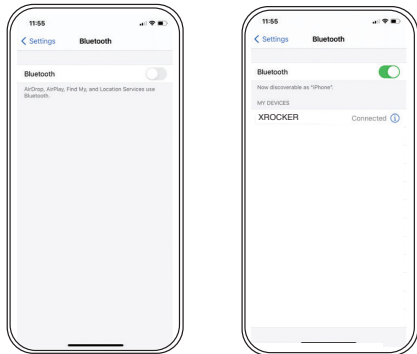 11:55
Settings
Bluetooth
Bluetooth
AirDrop, AirPlay, Find My, and Location Services use
Bluetooth.
11:55
Settings
Bluetooth
Bluetooth
Now discoverable as "iPhone".
MY DEVICES
XROCKER
Connected